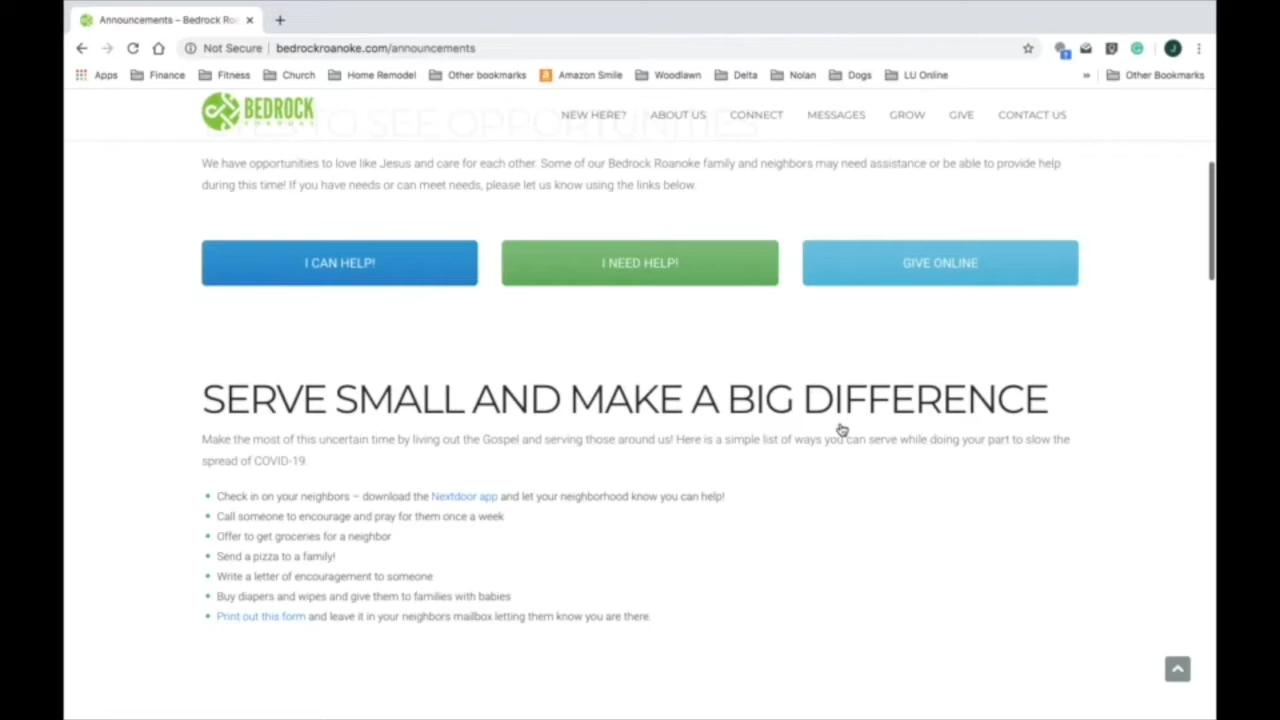 Announcements – Bedrock Roa
Not Secure | bedrockroanoke.com/announcements
Apps Finance Fitness Church Home Remodel Other bookmarks Amazon Smile Woodlawn Delta Nolan Dogs LU Online » Other Bookmarks
BEDROCK
NEW HERE? ABOUT US CONNECT MESSAGES GROW GIVE CONTACT US
TO SEE OPPORTUNITIES
We have opportunities to love like Jesus and care for each other. Some of our Bedrock Roanoke family and neighbors may need assistance or be able to provide help
during this time! If you have needs or can meet needs, please let us know using the links below.
I CAN HELP! I NEED HELP! GIVE ONLINE
SERVE SMALL AND MAKE A BIG DIFFERENCE
Make the most of this uncertain time by living out the Gospel and serving those around us! Here is a simple list of ways you can serve while doing your part to slow the
spread of COVID-19.
• Check in on your neighbors – download the Nextdoor app and let your neighborhood know you can help!
• Call someone to encourage and pray for them once a week
• Offer to get groceries for a neighbor
• Send a pizza to a family!
• Write a letter of encouragement to someone
• Buy diapers and wipes and give them to families with babies
• Print out this form and leave it in your neighbors mailbox letting them know you are there.